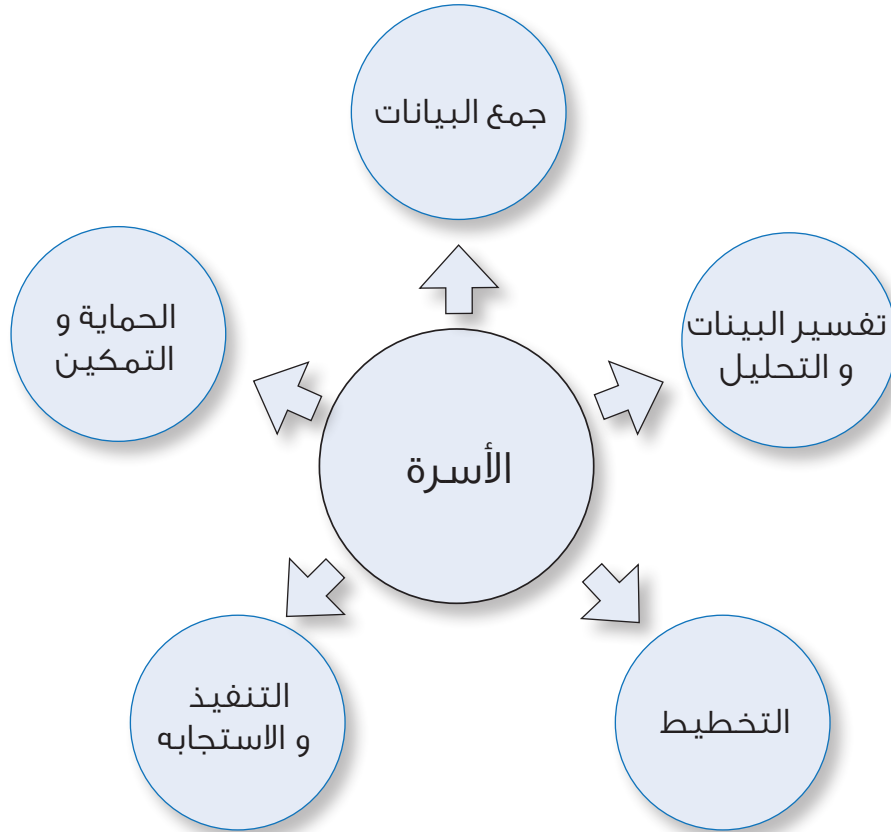 جمع البيانات
تفسير البينات
و التحليل
الحماية و
التمكين
الأسرة
التنفيذ
و الاستجابه
التخطيط